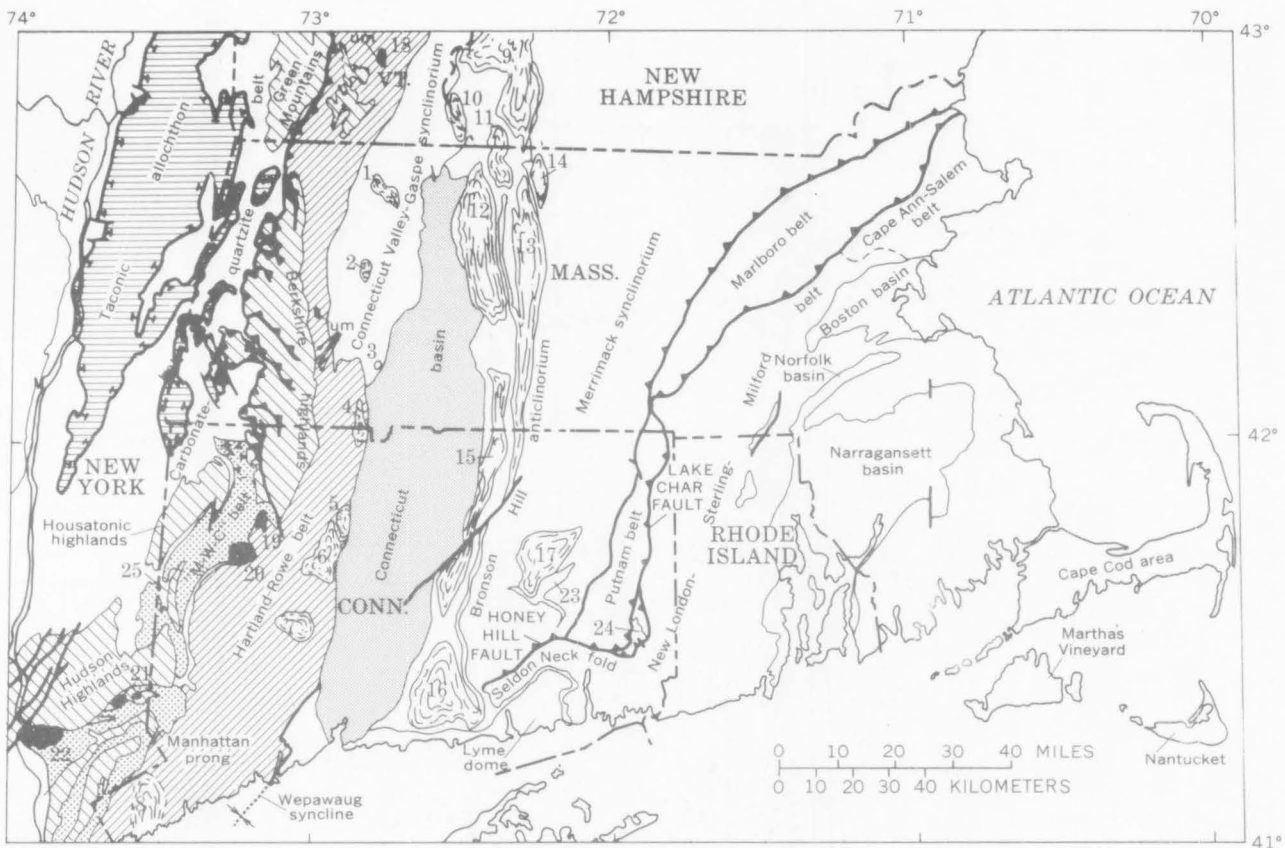 74°
73°
72°
71°
70°
43°
HUDSON RIVER
belt
Green
Mountains
18
VT.
9
10
11
NEW
HAMPSHIRE
Taconic
allochthon
quartzite
Carbonate-
Berkshire
Highlands
um
1
2
3
4
5
6
7
12
13
14
Connecticut Valley-Gaspe synclinorium
MASS.
Merrimack synclinorium
Marlboro belt
Cape Ann-Salem
belt
belt
Boston basin
ATLANTIC OCEAN
Norfolk
basin
Milford
basin
anticlinorium
15
42°
NEW
YORK
Narragansett
basin
LAKE
CHAR
FAULT
Sterling-
RHODE
ISLAND
Housatonic
highlands
M-W-C belt
19
20
25
Hartland Rowe belt
Connecticut
CONN.
Hill
Bronson
17
23
Putnam belt
HONEY
HILL
FAULT
24
New London-
Seldon Neck fold
Cape Cod area
Marthas
Vineyard
Hudson
Highlands
21
22
16
Manhattan
prong
Lyme
dome
Nantucket
0 10 20 30 40 MILES
0 10 20 30 40 KILOMETERS
Wepawaug
syncline
41°